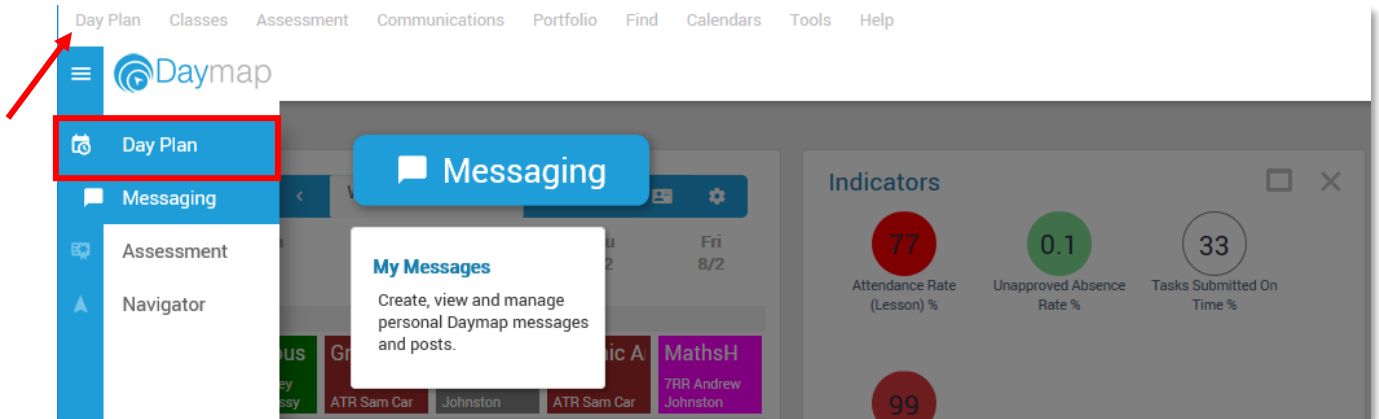 Day Plan Classes Assessment Communications Portfolio Find Calendars Tools Help
Daymap
Day Plan
Messaging
Assessment
Navigator
Messaging
My Messages
Create, view and manage
personal Daymap messages
and posts.
Fri
8/2
ATR Sam Car
Johnston
ATR Sam Car
MathsH
7RR Andrew
Johnston
Indicators
77
Attendance Rate
(Lesson) %
0.1
Unapproved Absence
Rate %
33
Tasks Submitted On
Time %
99